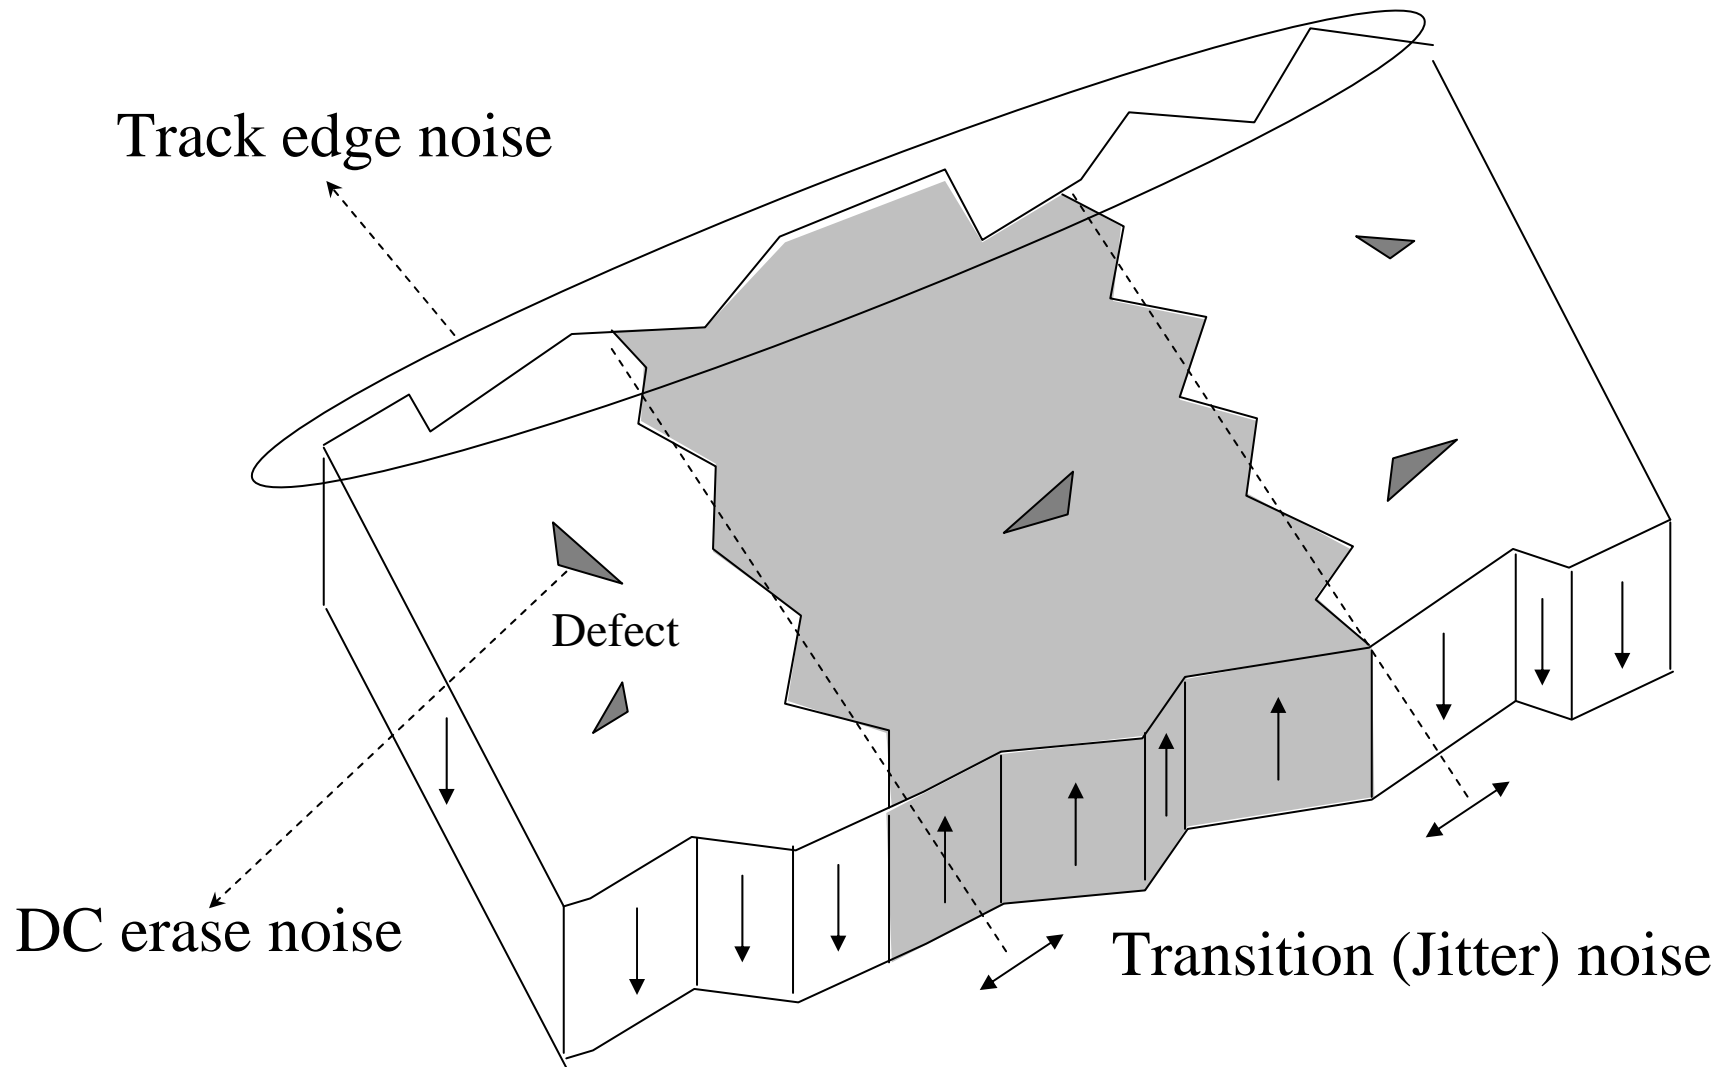 Track edge noise
Defect
DC erase noise
Transition (Jitter) noise